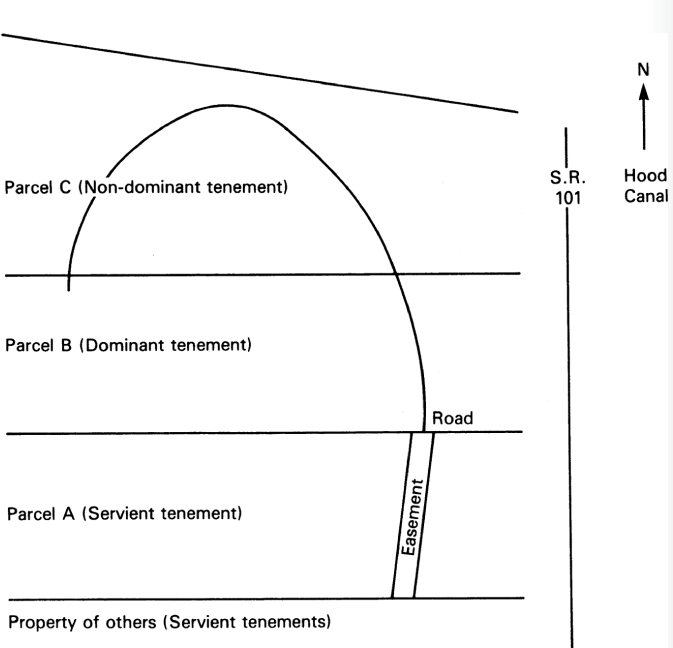 N
Parcel C (Non-dominant tenement)
S.R.
101
Hood
Canal
Parcel B (Dominant tenement)
Road
Parcel A (Servient tenement)
Easement
Property of others (Servient tenements)